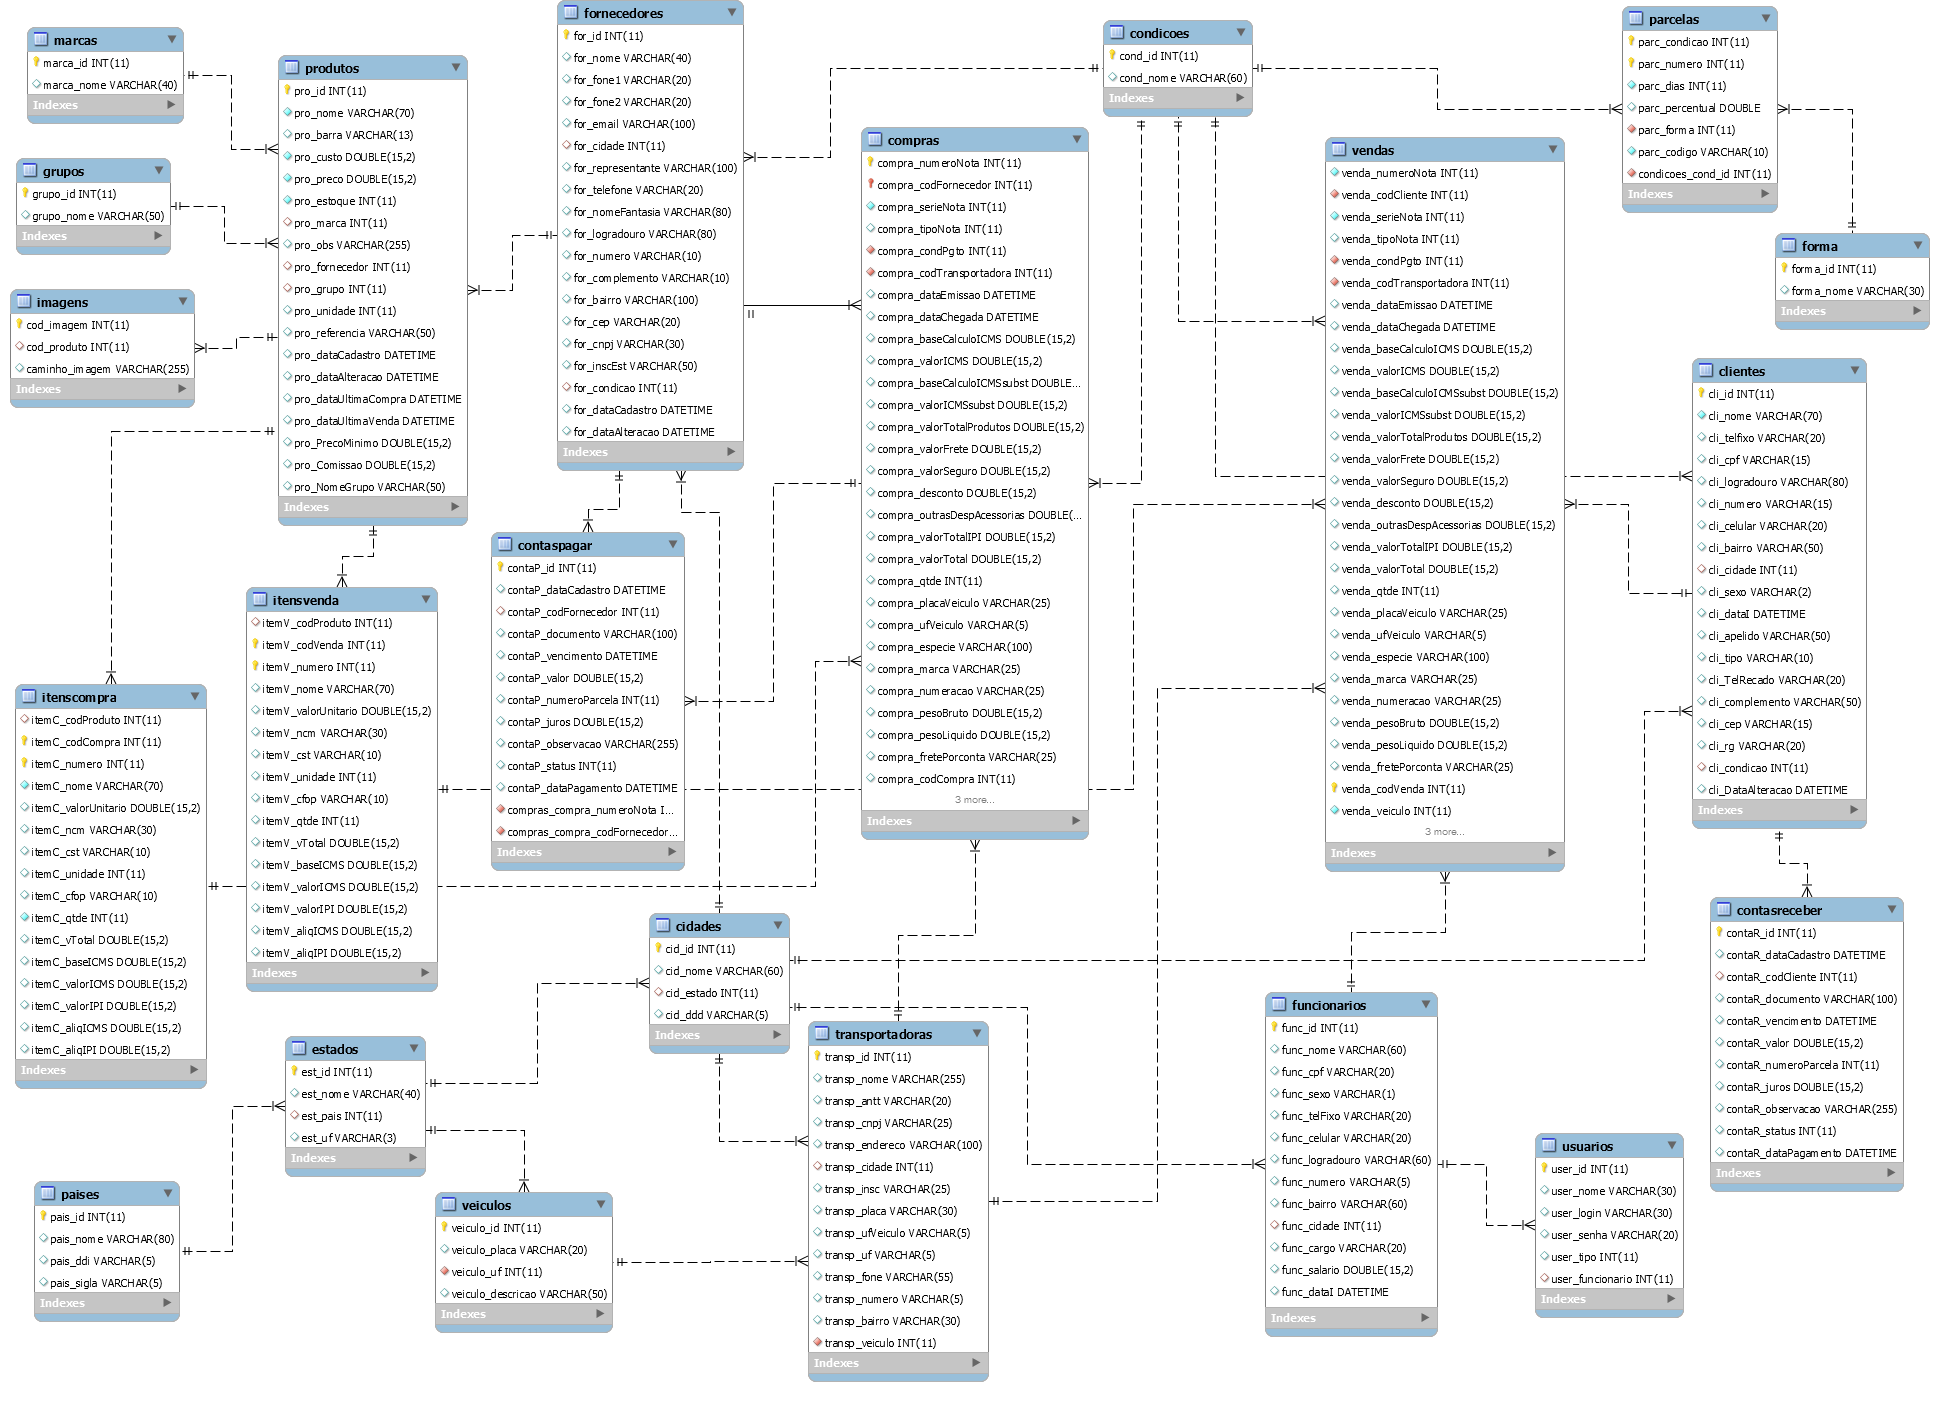 marcas
marca_id INT(11)
marca_nome VARCHAR(40)
Indexes
grupos
grupo_id INT(11)
grupo_nome VARCHAR(50)
Indexes
imagens
cod_imagem INT(11)
cod_produto INT(11)
caminho_imagem VARCHAR(255)
Indexes
produtos
pro_id INT(11)
pro_nome VARCHAR(70)
pro_barra VARCHAR(13)
pro_custo DOUBLE(15,2)
pro_preco DOUBLE(15,2)
pro_estoque INT(11)
pro_marca INT(11)
pro_obs VARCHAR(255)
pro_fornecedor INT(11)
pro_grupo INT(11)
pro_unidade INT(11)
pro_referencia VARCHAR(50)
pro_dataCadastro DATETIME
pro_dataAlteracao DATETIME
pro_dataUltimaCompra DATETIME
pro_dataUltimaVenda DATETIME
pro_PrecoMinimo DOUBLE(15,2)
pro_Comissao DOUBLE(15,2)
pro_NomeGrupo VARCHAR(50)
Indexes
fornecedores
for_id INT(11)
for_nome VARCHAR(40)
for_fone1 VARCHAR(20)
for_fone2 VARCHAR(20)
for_email VARCHAR(100)
for_cidade INT(11)
for_representante VARCHAR(100)
for_telefone VARCHAR(20)
for_nomeFantasia VARCHAR(80)
for_logradouro VARCHAR(80)
for_numero VARCHAR(10)
for_complemento VARCHAR(10)
for_bairro VARCHAR(100)
for_cep VARCHAR(20)
for_cnpj VARCHAR(30)
for_inscEst VARCHAR(50)
for_condicao INT(11)
for_dataCadastro DATETIME
for_dataAlteracao DATETIME
Indexes
condicoes
cond_id INT(11)
cond_nome VARCHAR(60)
Indexes
parcelas
parc_condicao INT(11)
parc_numero INT(11)
parc_dias INT(11)
parc_percentual DOUBLE
parc_forma INT(11)
parc_codigo VARCHAR(10)
condicoes_cond_id INT(11)
Indexes
forma
forma_id INT(11)
forma_nome VARCHAR(30)
Indexes
compras
compra_numeroNota INT(11)
compra_codFornecedor INT(11)
compra_serieNota INT(11)
compra_tipoNota INT(11)
compra_condPgto INT(11)
compra_codTransportadora INT(11)
compra_dataEmissao DATETIME
compra_dataChegada DATETIME
compra_baseCalculoICMS DOUBLE(15,2)
compra_valorICMS DOUBLE(15,2)
compra_baseCalculoICMSsubst DOUBLE...
compra_valorICMSsubst DOUBLE(15,2)
compra_valorTotalProdutos DOUBLE(15,2)
compra_valorFrete DOUBLE(15,2)
compra_valorSeguro DOUBLE(15,2)
compra_desconto DOUBLE(15,2)
compra_outrasDespAcessorias DOUBLE(...
compra_valorTotalIPI DOUBLE(15,2)
compra_valorTotal DOUBLE(15,2)
compra_qtde INT(11)
compra_placaVeiculo VARCHAR(25)
compra_ufVeiculo VARCHAR(5)
compra_especie VARCHAR(100)
compra_marca VARCHAR(25)
compra_numeracao VARCHAR(25)
compra_pesoBruto DOUBLE(15,2)
compra_pesoLiquido DOUBLE(15,2)
compra_fretePorconta VARCHAR(25)
compra_codCompra INT(11)
3 more...
Indexes
vendas
venda_numeroNota INT(11)
venda_codCliente INT(11)
venda_serieNota INT(11)
venda_tipoNota INT(11)
venda_condPgto INT(11)
venda_codTransportadora INT(11)
venda_dataEmissao DATETIME
venda_dataChegada DATETIME
venda_baseCalculoICMS DOUBLE(15,2)
venda_valorICMS DOUBLE(15,2)
venda_baseCalculoICMSsubst DOUBLE(15,2)
venda_valorICMSsubst DOUBLE(15,2)
venda_valorTotalProdutos DOUBLE(15,2)
venda_valorFrete DOUBLE(15,2)
venda_valorSeguro DOUBLE(15,2)
venda_desconto DOUBLE(15,2)
venda_outrasDespAcessorias DOUBLE(15,2)
venda_valorTotalIPI DOUBLE(15,2)
venda_valorTotal DOUBLE(15,2)
venda_qtde INT(11)
venda_placaVeiculo VARCHAR(25)
venda_ufVeiculo VARCHAR(5)
venda_especie VARCHAR(100)
venda_marca VARCHAR(25)
venda_numeracao VARCHAR(25)
venda_pesoBruto DOUBLE(15,2)
venda_pesoLiquido DOUBLE(15,2)
venda_fretePorconta VARCHAR(25)
venda_codVenda INT(11)
venda_veiculo INT(11)
3 more...
Indexes
clientes
cli_id INT(11)
cli_nome VARCHAR(70)
cli_telfixo VARCHAR(20)
cli_cpf VARCHAR(15)
cli_logradouro VARCHAR(80)
cli_numero VARCHAR(15)
cli_celular VARCHAR(20)
cli_bairro VARCHAR(50)
cli_cidade INT(11)
cli_sexo VARCHAR(2)
cli_dataI DATETIME
cli_apelido VARCHAR(50)
cli_tipo VARCHAR(10)
cli_TelRecado VARCHAR(20)
cli_complemento VARCHAR(50)
cli_cep VARCHAR(15)
cli_rg VARCHAR(20)
cli_condicao INT(11)
cli_DataAlteracao DATETIME
Indexes
contaspagar
contaP_id INT(11)
contaP_dataCadastro DATETIME
contaP_codFornecedor INT(11)
contaP_documento VARCHAR(100)
contaP_vencimento DATETIME
contaP_valor DOUBLE(15,2)
contaP_numeroParcela INT(11)
contaP_juros DOUBLE(15,2)
contaP_observacao VARCHAR(255)
contaP_status INT(11)
contaP_dataPagamento DATETIME
compras_compra_numeroNota I...
compras_compra_codFornecedor...
Indexes
itensvenda
itemV_codProduto INT(11)
itemV_codVenda INT(11)
itemV_numero INT(11)
itemV_nome VARCHAR(70)
itemV_valorUnitario DOUBLE(15,2)
itemV_ncm VARCHAR(30)
itemV_cst VARCHAR(10)
itemV_unidade INT(11)
itemV_cfop VARCHAR(10)
itemV_qtde INT(11)
itemV_vTotal DOUBLE(15,2)
itemV_baseICMS DOUBLE(15,2)
itemV_valorICMS DOUBLE(15,2)
itemV_valorIPI DOUBLE(15,2)
itemV_aliqICMS DOUBLE(15,2)
itemV_aliqIPI DOUBLE(15,2)
Indexes
itenscompra
itemC_codProduto INT(11)
itemC_codCompra INT(11)
itemC_numero INT(11)
itemC_nome VARCHAR(70)
itemC_valorUnitario DOUBLE(15,2)
itemC_ncm VARCHAR(30)
itemC_cst VARCHAR(10)
itemC_unidade INT(11)
itemC_cfop VARCHAR(10)
itemC_qtde INT(11)
itemC_vTotal DOUBLE(15,2)
itemC_baseICMS DOUBLE(15,2)
itemC_valorICMS DOUBLE(15,2)
itemC_valorIPI DOUBLE(15,2)
itemC_aliqICMS DOUBLE(15,2)
itemC_aliqIPI DOUBLE(15,2)
Indexes
cidades
cid_id INT(11)
cid_nome VARCHAR(60)
cid_estado INT(11)
cid_ddd VARCHAR(5)
Indexes
estados
est_id INT(11)
est_nome VARCHAR(40)
est_pais INT(11)
est_uf VARCHAR(3)
Indexes
paises
pais_id INT(11)
pais_nome VARCHAR(80)
pais_ddi VARCHAR(5)
pais_sigla VARCHAR(5)
Indexes
veiculos
veiculo_id INT(11)
veiculo_placa VARCHAR(20)
veiculo_uf INT(11)
veiculo_descricao VARCHAR(50)
Indexes
transportadoras
transp_id INT(11)
transp_nome VARCHAR(255)
transp_antt VARCHAR(20)
transp_cnpj VARCHAR(25)
transp_endereco VARCHAR(100)
transp_cidade INT(11)
transp_insc VARCHAR(25)
transp_placa VARCHAR(30)
transp_ufVeiculo VARCHAR(5)
transp_uf VARCHAR(5)
transp_fone VARCHAR(55)
transp_numero VARCHAR(5)
transp_bairro VARCHAR(30)
transp_veiculo INT(11)
Indexes
funcionarios
func_id INT(11)
func_nome VARCHAR(60)
func_cpf VARCHAR(20)
func_sexo VARCHAR(1)
func_telFixo VARCHAR(20)
func_celular VARCHAR(20)
func_logradouro VARCHAR(60)
func_numero VARCHAR(5)
func_bairro VARCHAR(60)
func_cidade INT(11)
func_cargo VARCHAR(20)
func_salario DOUBLE(15,2)
func_dataI DATETIME
Indexes
usuarios
user_id INT(11)
user_nome VARCHAR(30)
user_login VARCHAR(30)
user_senha VARCHAR(20)
user_tipo INT(11)
user_funcionario INT(11)
Indexes
contasreceber
contaR_id INT(11)
contaR_dataCadastro DATETIME
contaR_codCliente INT(11)
contaR_documento VARCHAR(100)
contaR_vencimento DATETIME
contaR_valor DOUBLE(15,2)
contaR_numeroParcela INT(11)
contaR_juros DOUBLE(15,2)
contaR_observacao VARCHAR(255)
contaR_status INT(11)
contaR_dataPagamento DATETIME
Indexes